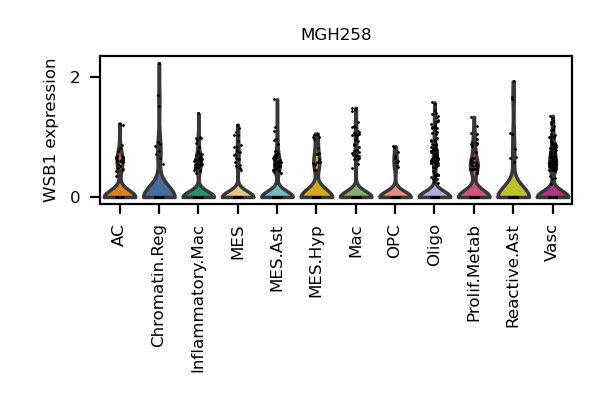 MGH258
WSB1 expression
2
0
AC
Chromatin.Reg
Inflammatory.Mac
MES
MES.Ast
MES.Hyp
Mac
OPC
Oligo
Prolif.Metab
Reactive.Ast
Vasc